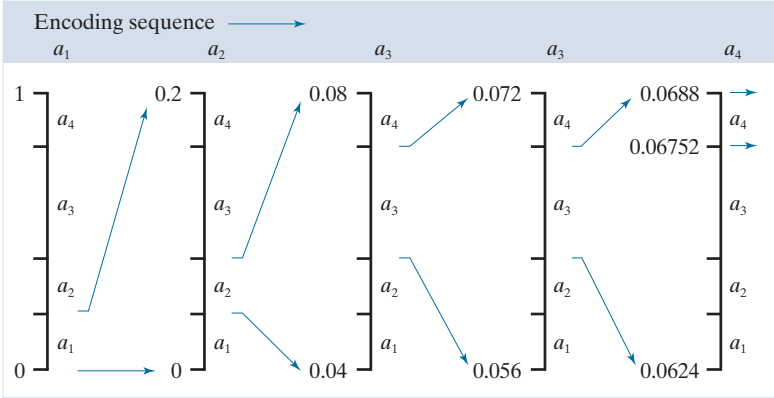 Encoding sequence
a₁ a₂ a₃ a₃ a₄
1 0.2 0.08 0.072 0.0688
a₄ a₄ a₄ a₄ a₄
0.06752
a₃ a₃ a₃ a₃ a₃
a₂ a₂ a₂ a₂ a₂
a₁ a₁ a₁ a₁ a₁
0 0 0.04 0.056 0.0624